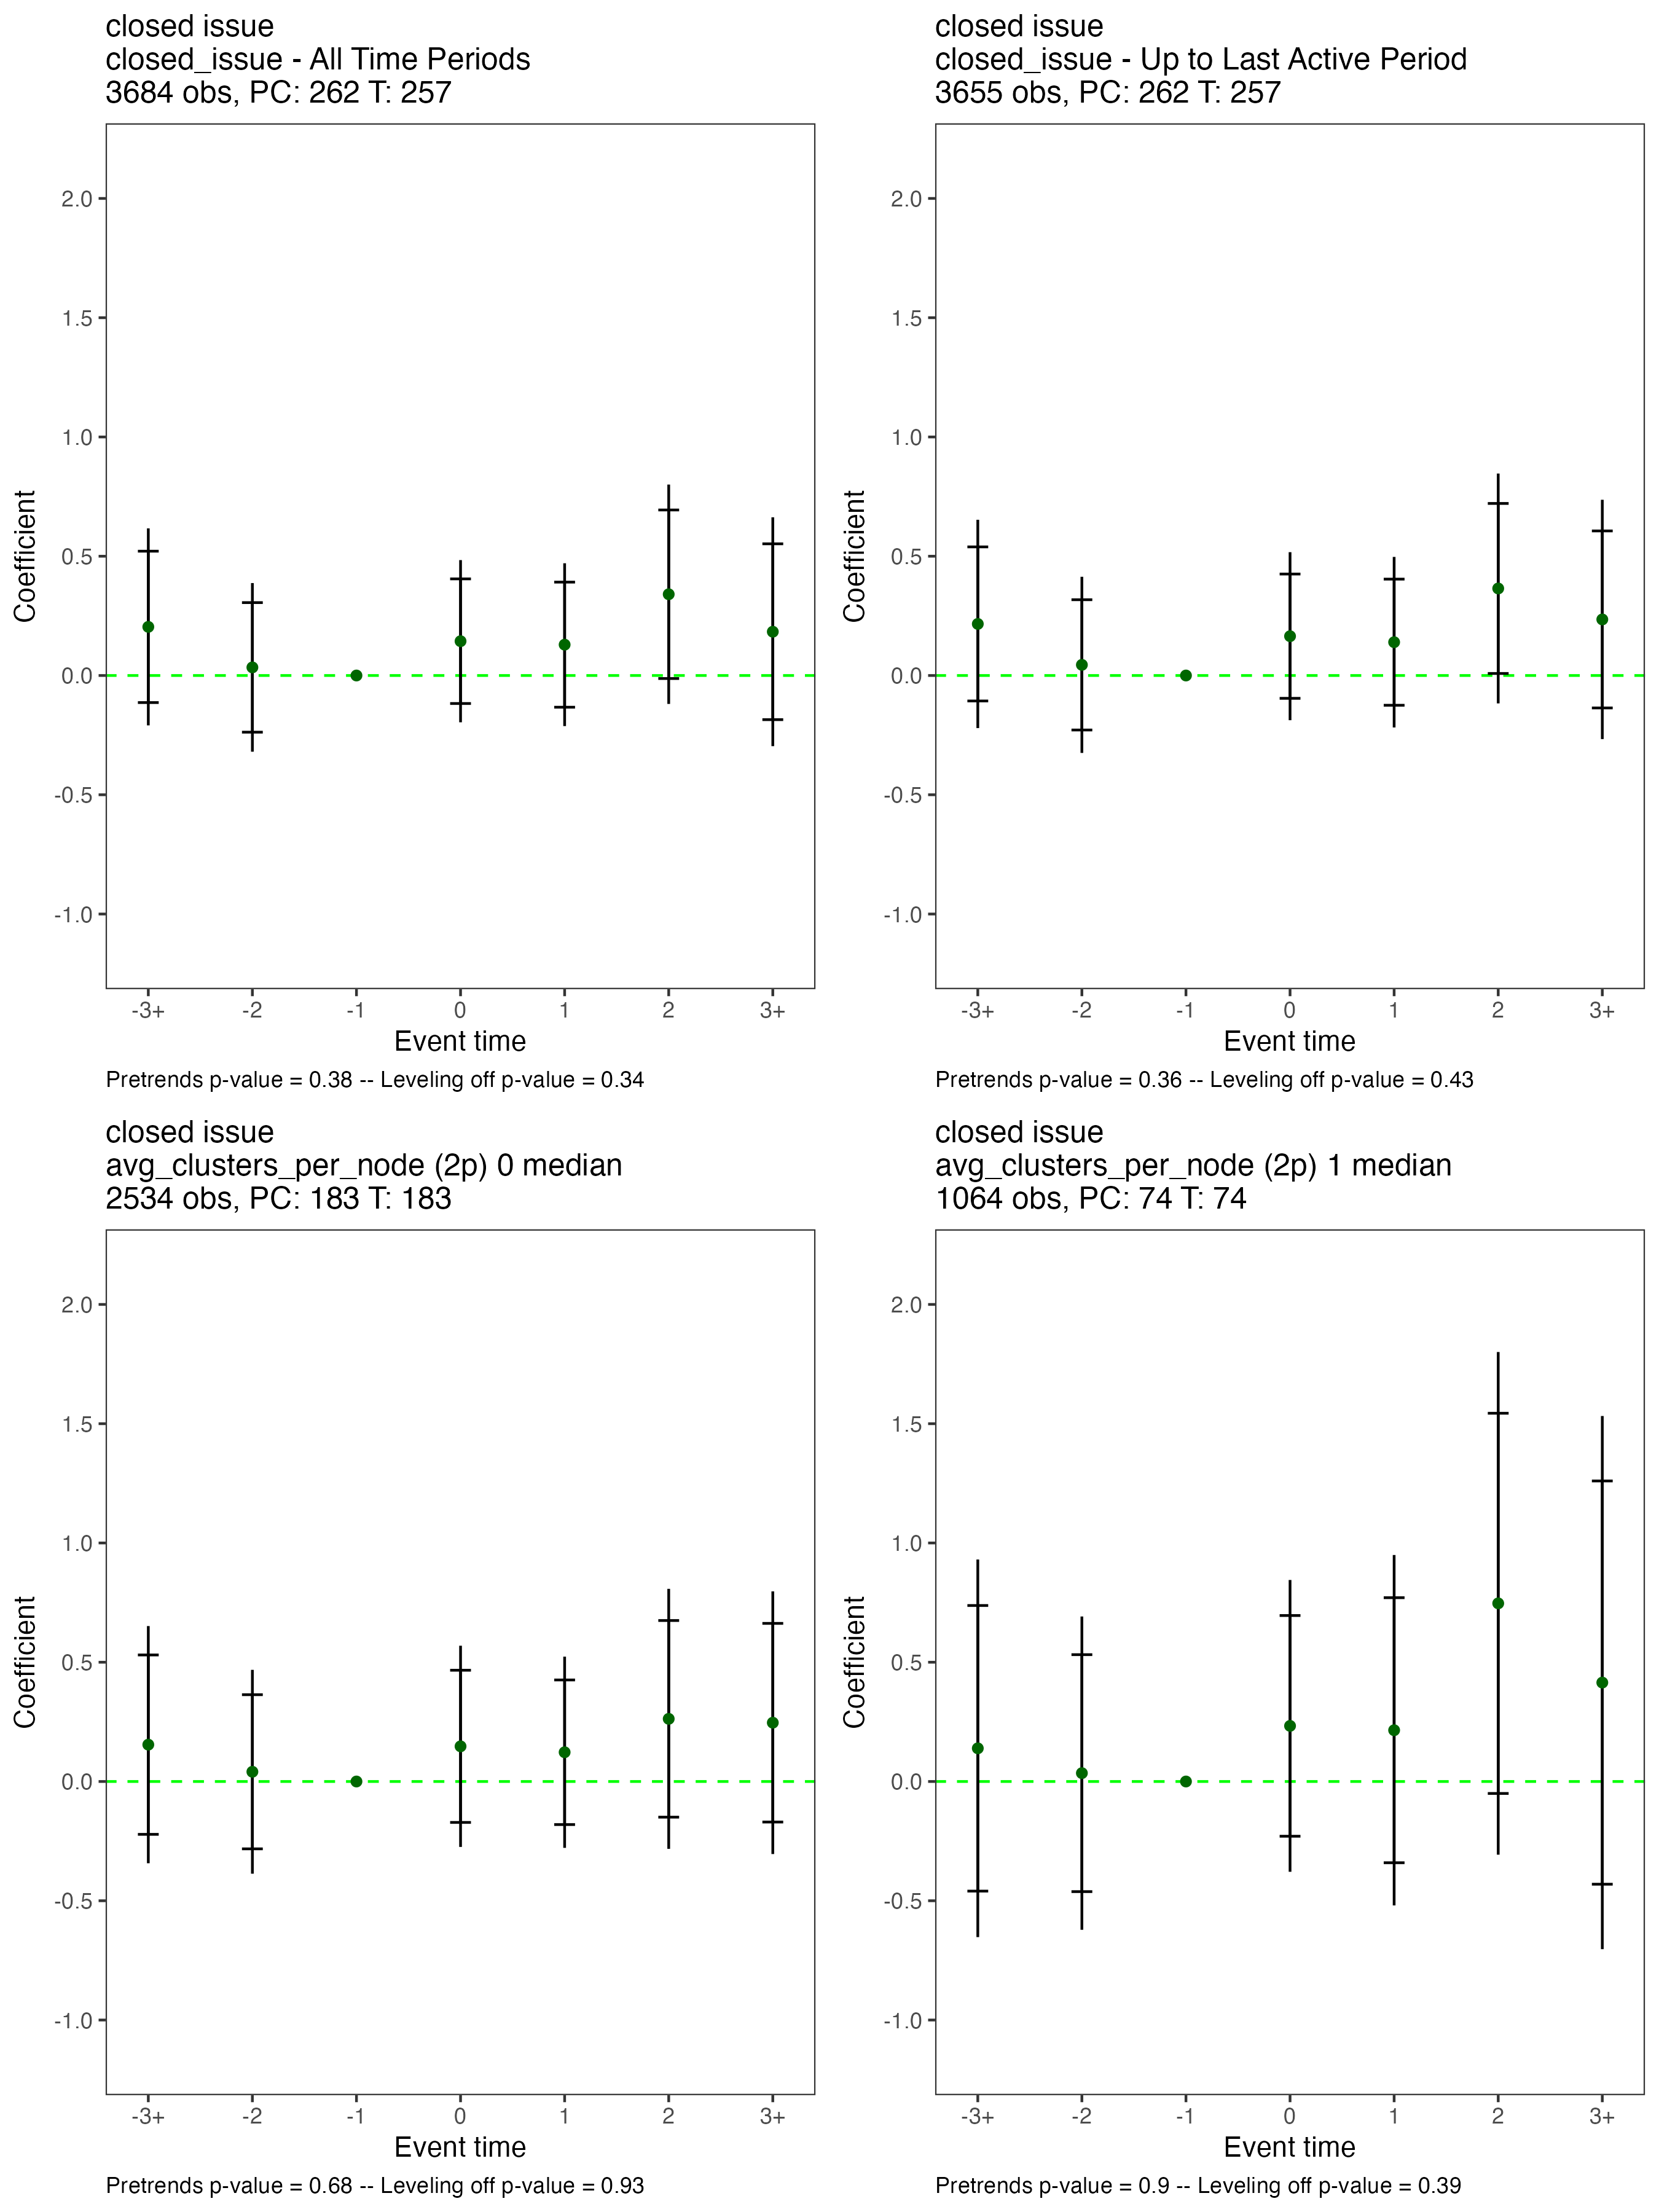 closed issue
closed_issue - All Time Periods
3684 obs, PC: 262 T: 257
2.0
1.5
1.0
0.5
0.0
-0.5
-1.0
Coefficient
-3+ -2 -1 0 1 2 3+
Event time
Pretrends p-value = 0.38 -- Leveling off p-value = 0.34
closed issue
closed_issue - Up to Last Active Period
3655 obs, PC: 262 T: 257
2.0
1.5
1.0
0.5
0.0
-0.5
-1.0
Coefficient
-3+ -2 -1 0 1 2 3+
Event time
Pretrends p-value = 0.36 -- Leveling off p-value = 0.43
closed issue
avg_clusters_per_node (2p) 0 median
2534 obs, PC: 183 T: 183
2.0
1.5
1.0
0.5
0.0
-0.5
-1.0
Coefficient
-3+ -2 -1 0 1 2 3+
Event time
Pretrends p-value = 0.68 -- Leveling off p-value = 0.93
closed issue
avg_clusters_per_node (2p) 1 median
1064 obs, PC: 74 T: 74
2.0
1.5
1.0
0.5
0.0
-0.5
-1.0
Coefficient
-3+ -2 -1 0 1 2 3+
Event time
Pretrends p-value = 0.9 -- Leveling off p-value = 0.39